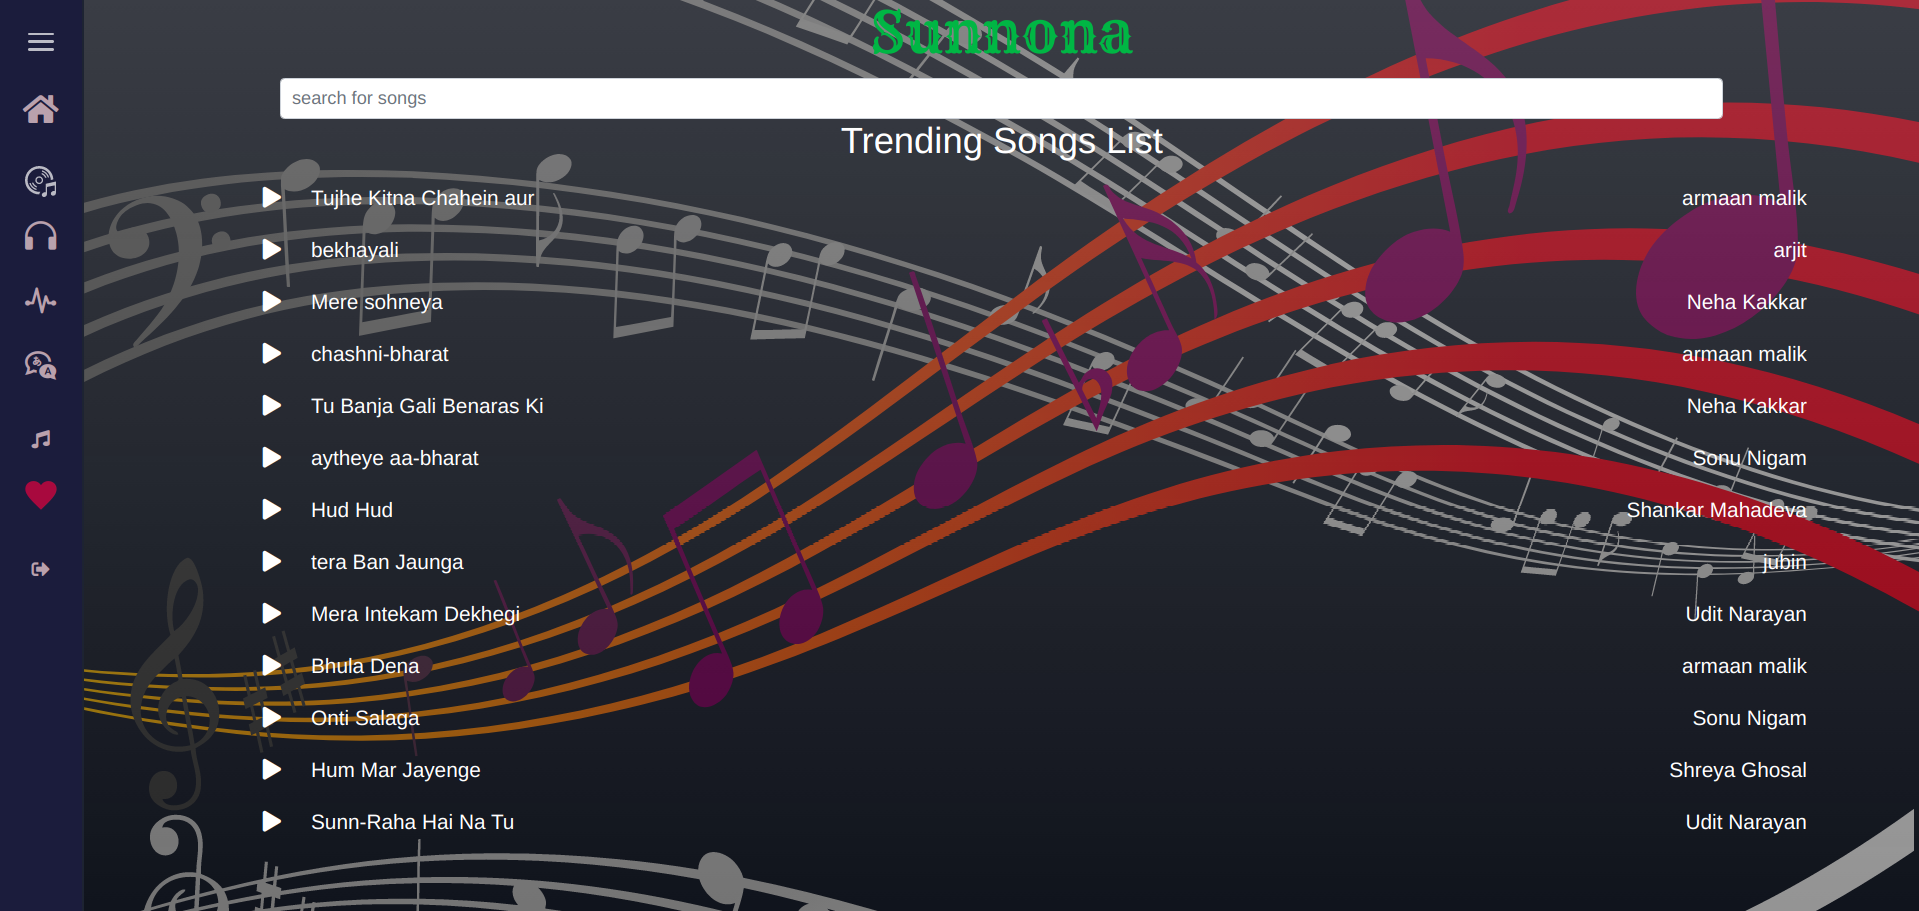 Sunnona
search for songs
Trending Songs List
Tujhe Kitna Chahein aur armaan malik
bekhayali arjit
Mere sohneya Neha Kakkar
chashni-bharat armaan malik
Tu Banja Gali Benaras Ki Neha Kakkar
aytheye aa-bharat Sonu Nigam
Hud Hud Shankar Mahadeva
tera Ban Jaunga jubin
Mera Intekam Dekhegi Udit Narayan
Bhula Dena armaan malik
Onti Salaga Sonu Nigam
Hum Mar Jayenge Shreya Ghosal
Sunn-Raha Hai Na Tu Udit Narayan